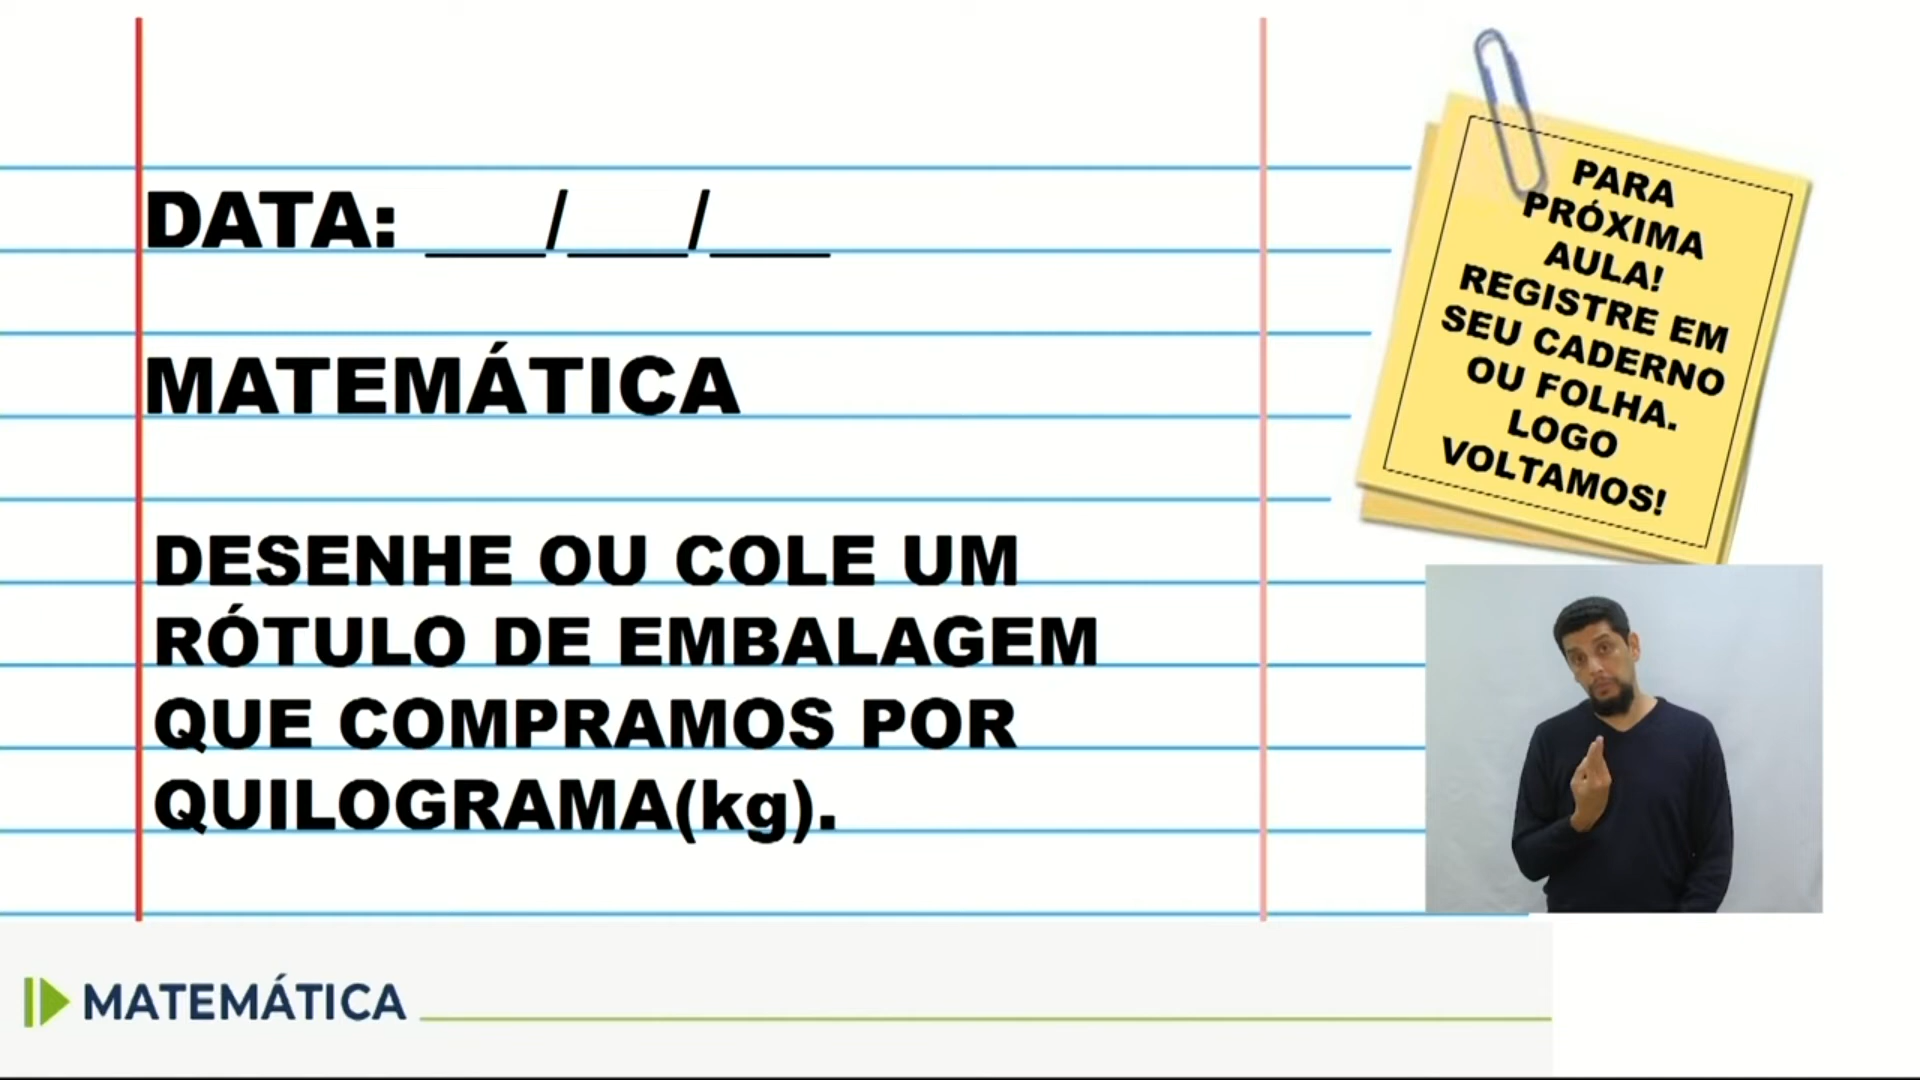 DATA: ___/___/___
MATEMÁTICA
DESENHE OU COLE UM
RÓTULO DE EMBALAGEM
QUE COMPRAMOS POR
QUILOGRAMA(kg).
PARA
PRÓXIMA
AULA!
REGISTRE EM
SEU CADERNO
OU FOLHA.
LOGO
VOLTAMOS!
MATEMÁTICA